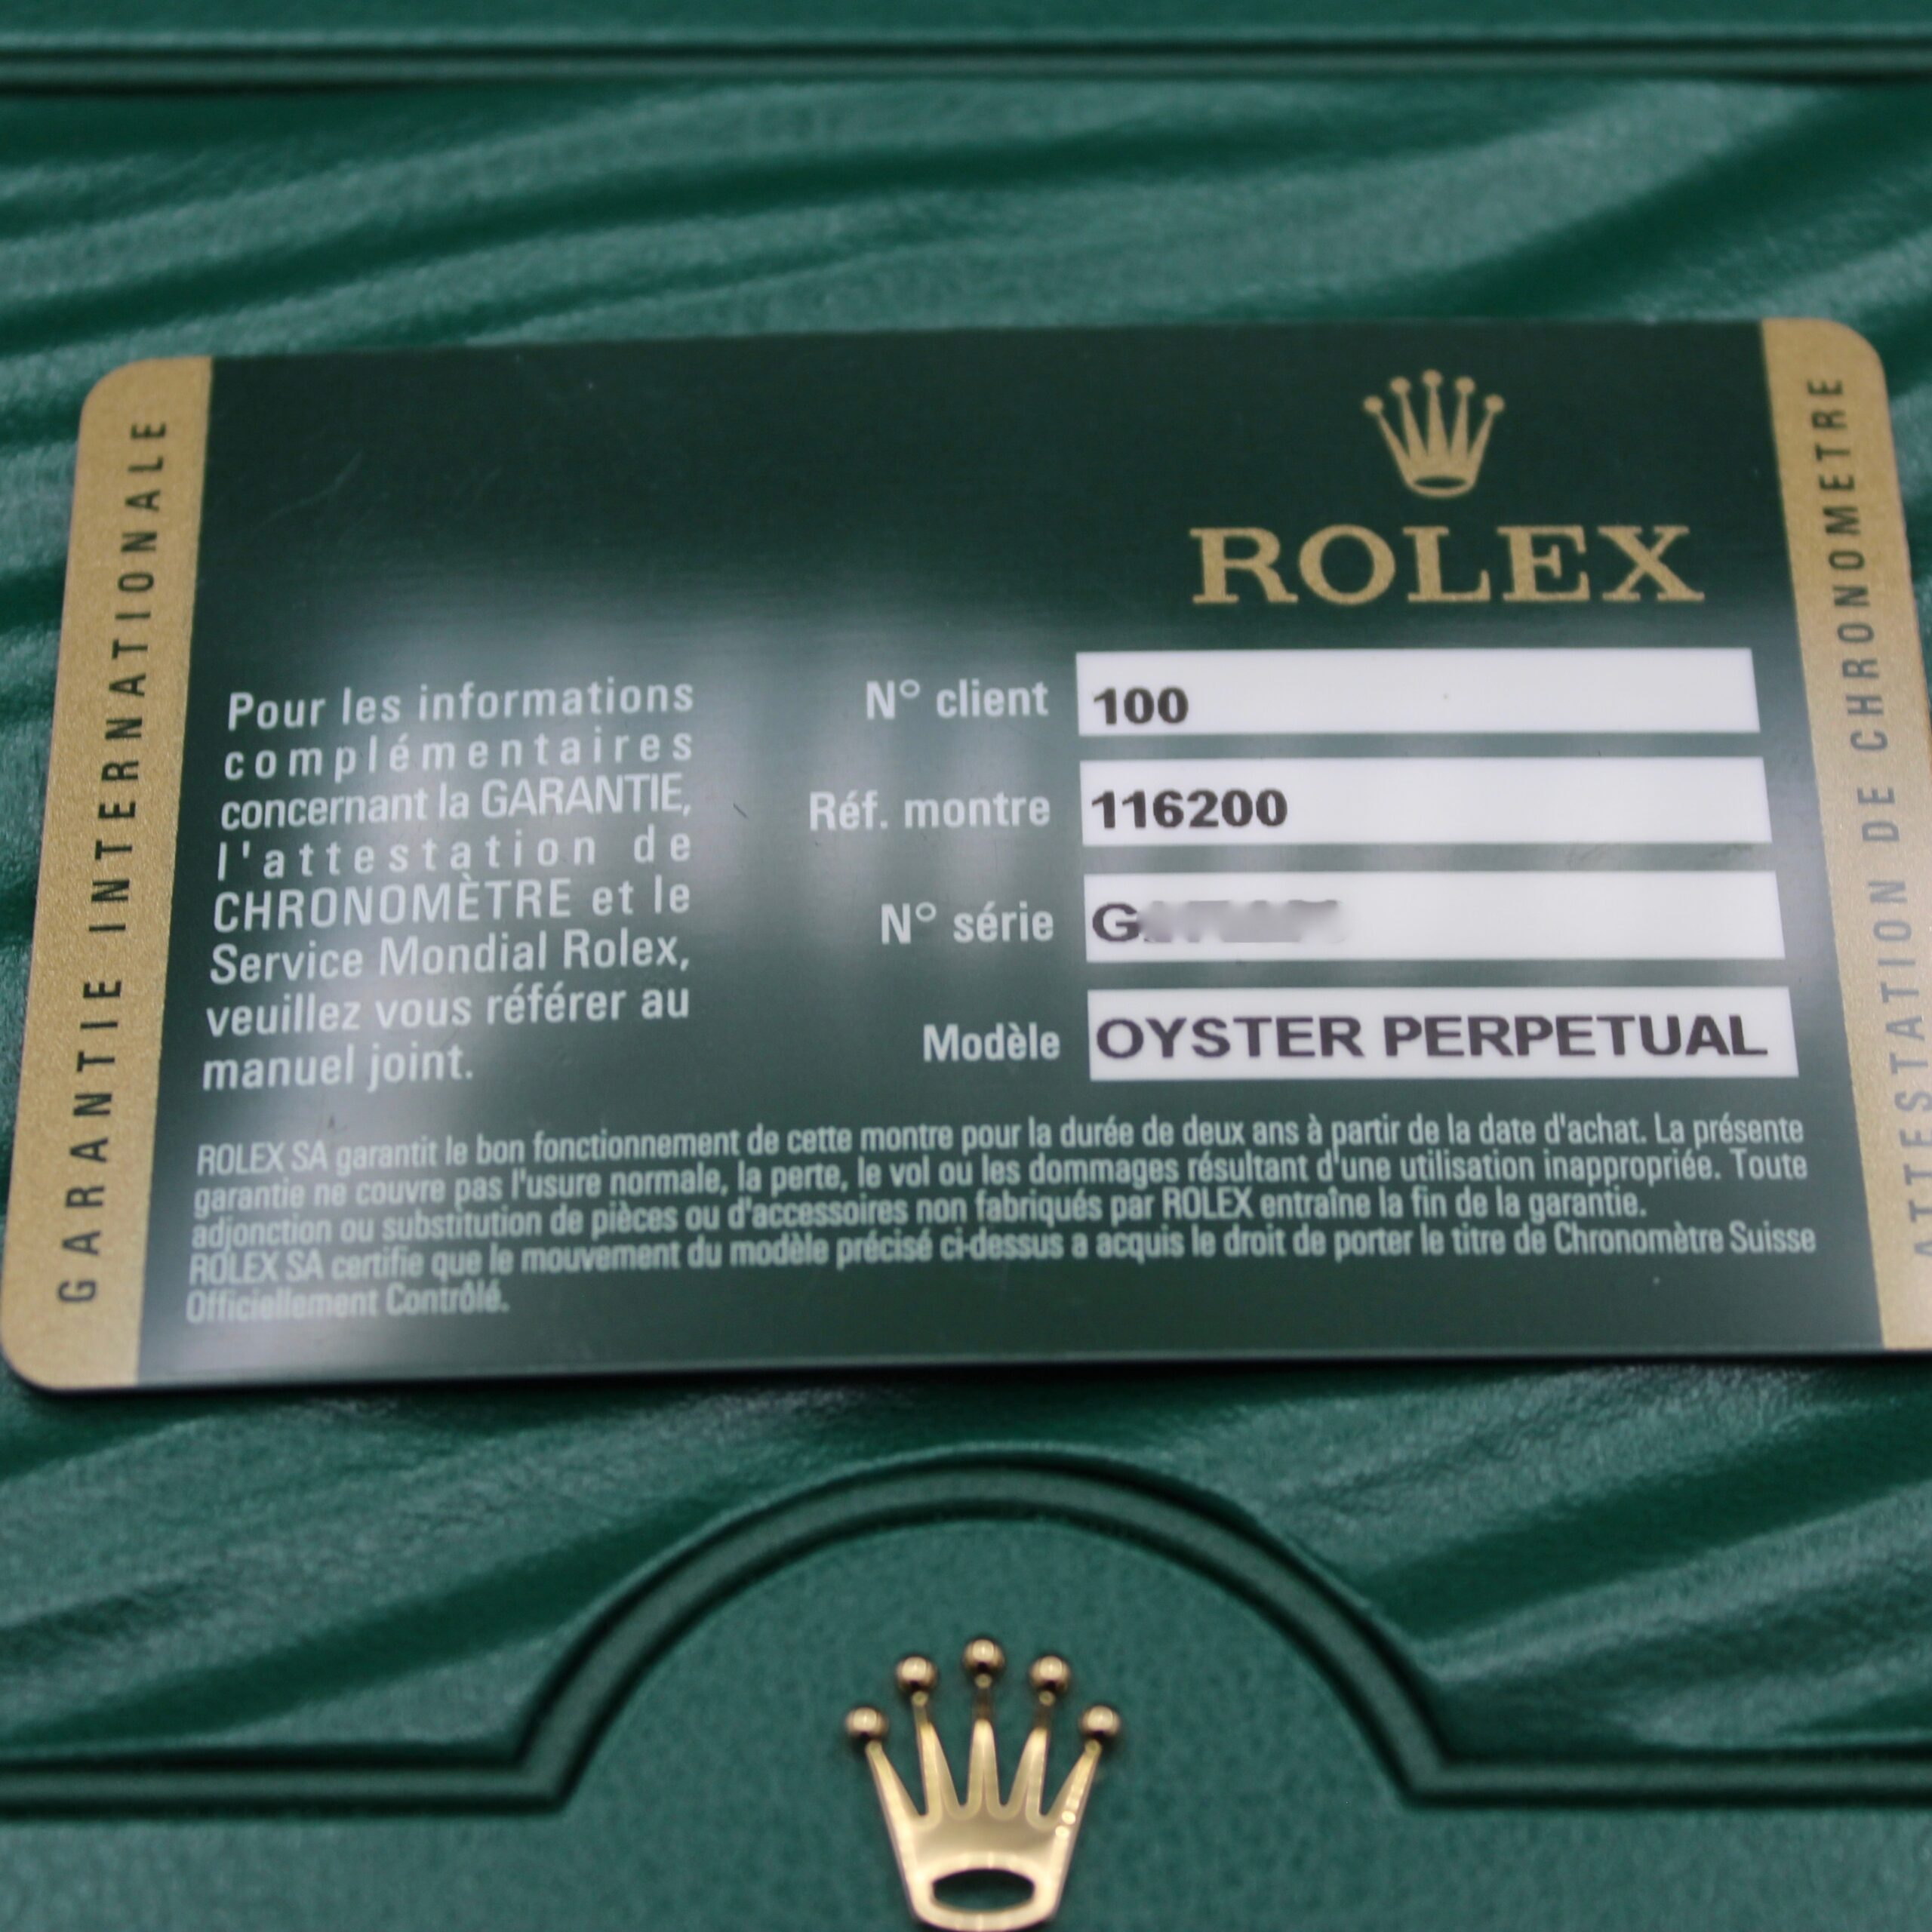 GARANTIE INTERNATIONALE
ROLEX
Pour les informations
complémentaires
concernant la GARANTIE,
l'attestation de
CHRONOMÈTRE et le
Service Mondial Rolex,
veuillez vous référer au
manuel joint.
N° client 100
Réf. montre 116200
N° série G
Modèle OYSTER PERPETUAL
ROLEX SA garantit le bon fonctionnement de cette montre pour la durée de deux ans à partir de la date d'achat. La présente
garantie ne couvre pas l'usure normale, la perte, le vol ou les dommages résultant d'une utilisation inappropriée. Toute
adjonction ou substitution de pièces ou d'accessoires non fabriqués par ROLEX entraîne la fin de la garantie.
ROLEX SA certifie que le mouvement du modèle précisé ci-dessus a acquis le droit de porter le titre de Chronomètre Suisse
Officiellement Contrôlé.
ATTESTATION DE CHRONOMETRE